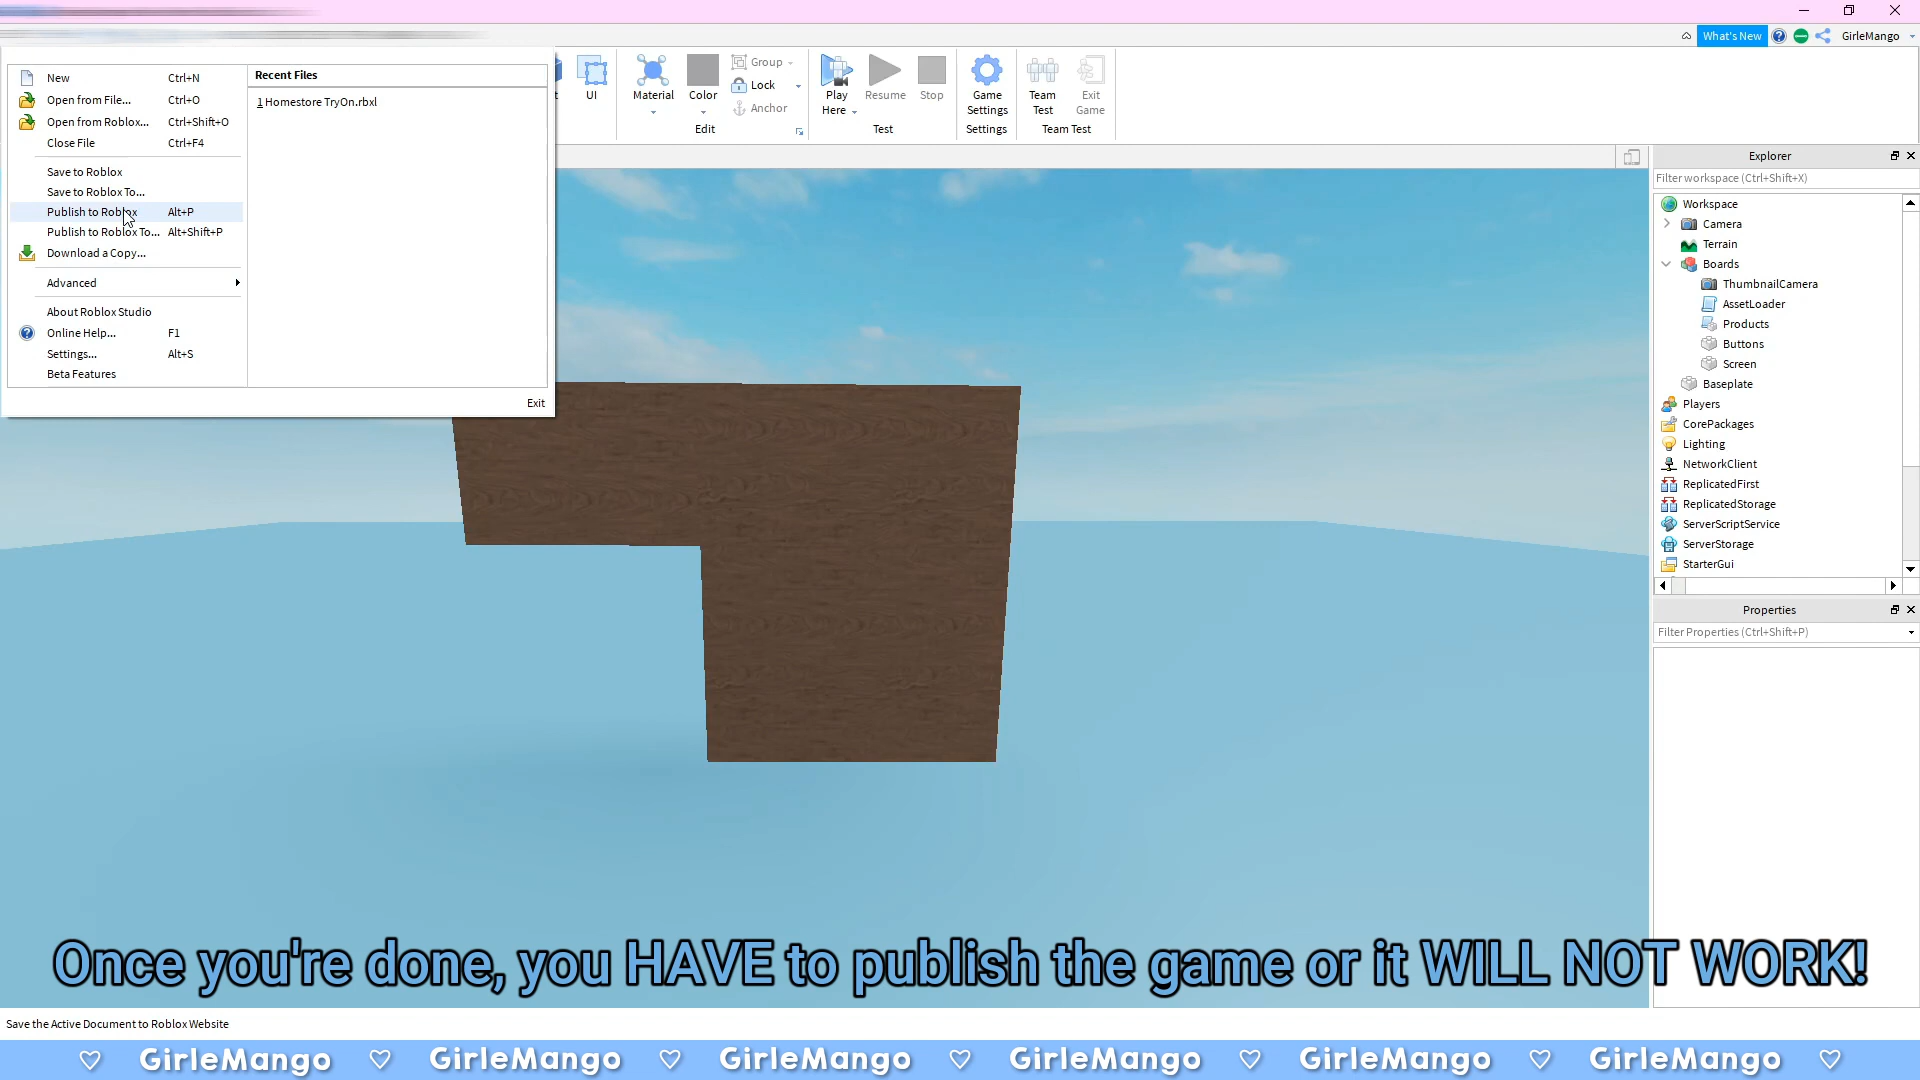 What's New
GirleMango
New Ctrl+N
Open from File... Ctrl+O
Open from Roblox... Ctrl+Shift+O
Close File Ctrl+F4
Save to Roblox
Save to Roblox To...
Publish to Roblox Alt+P
Publish to Roblox To... Alt+Shift+P
Download a Copy...
Advanced
About Roblox Studio
Online Help... F1
Settings... Alt+S
Beta Features
Recent Files
1 Homestore TryOn.rbxl
Exit
UI
Material
Color
Group
Lock
Anchor
Edit
Play
Here
Resume
Stop
Test
Game
Settings
Settings
Team
Test
Exit
Game
Team Test
Explorer
Filter workspace (Ctrl+Shift+X)
Workspace
Camera
Terrain
Boards
ThumbnailCamera
AssetLoader
Products
Buttons
Screen
Baseplate
Players
CorePackages
Lighting
NetworkClient
ReplicatedFirst
ReplicatedStorage
ServerScriptService
ServerStorage
StarterGui
Properties
Filter Properties (Ctrl+Shift+P)
Once you're done, you HAVE to publish the game or it WILL NOT WORK!
Save the Active Document to Roblox Website
GirleMango GirleMango GirleMango GirleMango GirleMango GirleMango